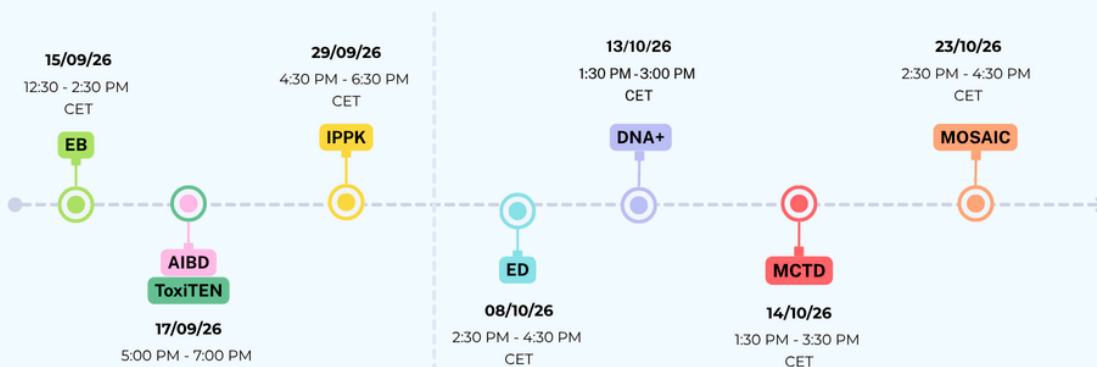 15/09/26
12:30 - 2:30 PM
CET
EB
AIBD
ToxiTEN
17/09/26
5:00 PM - 7:00 PM
29/09/26
4:30 PM - 6:30 PM
CET
IPPK
ED
08/10/26
2:30 PM - 4:30 PM
CET
13/10/26
1:30 PM - 3:00 PM
CET
DNA+
MCTD
14/10/26
1:30 PM - 3:30 PM
CET
23/10/26
2:30 PM - 4:30 PM
CET
MOSAIC